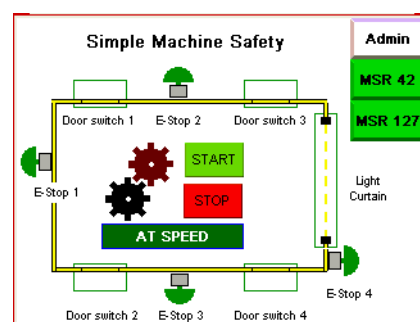 Simple Machine Safety
Admin
MSR 42
MSR 127
Door switch 1
E-Stop 2
Door switch 3
START
E-Stop 1
STOP
Light
Curtain
AT SPEED
E-Stop 4
Door switch 2
E-Stop 3
Door switch 4